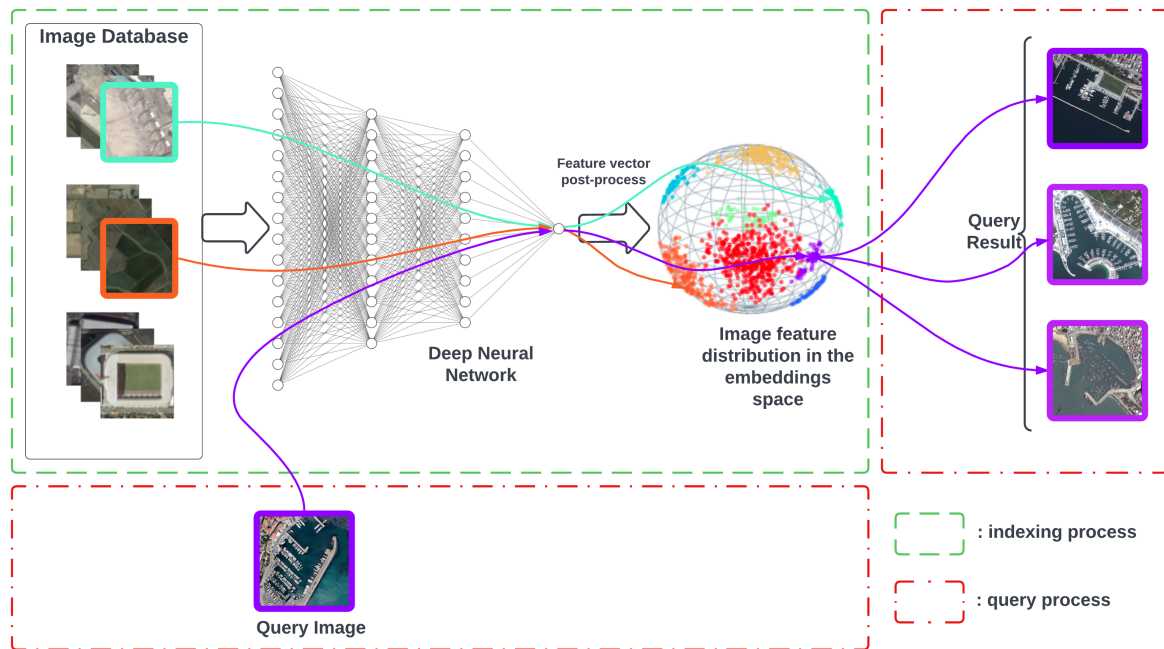 Image Database
Feature vector
post-process
Deep Neural
Network
Image feature
distribution in the
embeddings
space
Query
Result
Query Image
: indexing process
: query process